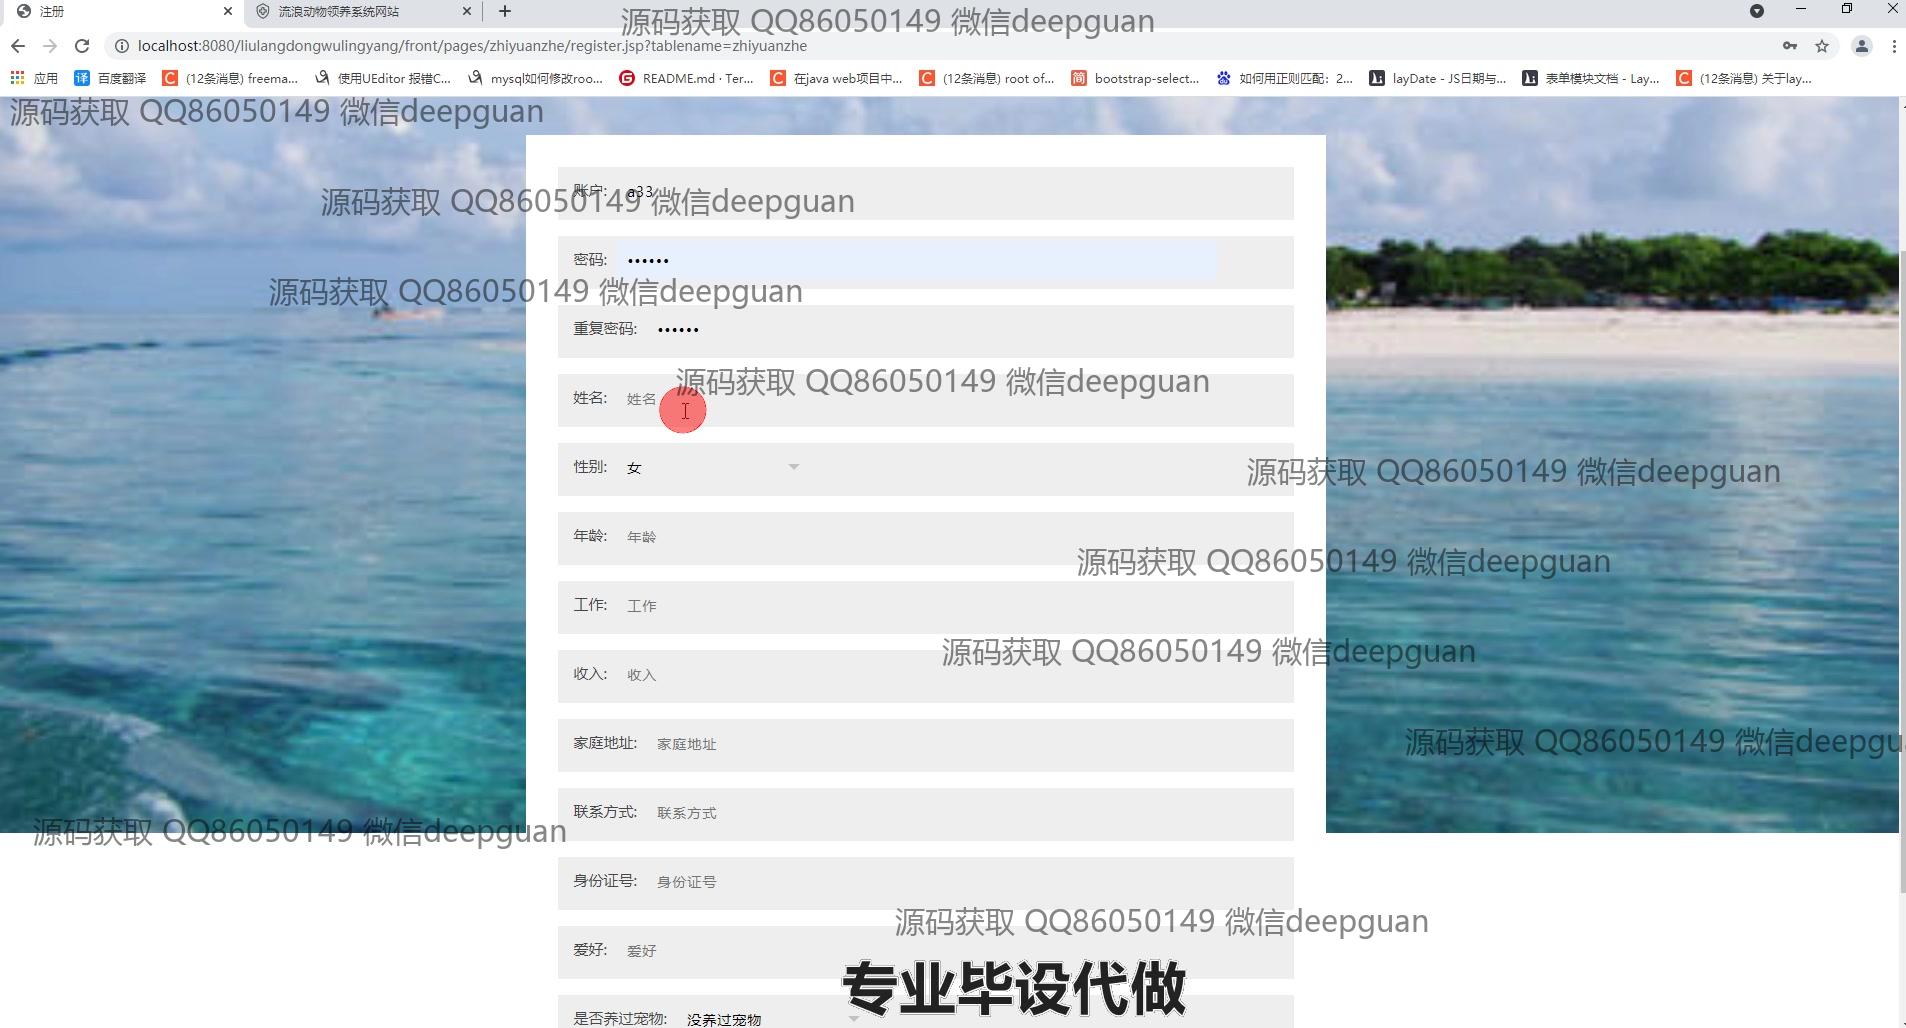 注册
流浪动物领养系统网站
源码获取 QQ86050149 微信deepguan
localhost:8080/liulangdongwulingyang/front/pages/zhiyuanzhe/register.jsp?tablename=zhiyuanzhe
应用
百度翻译
(12条消息) freema...
使用UEditor 报错C...
mysql如何修改roo...
README.md · Ter...
在java web项目中...
(12条消息) root of...
bootstrap-select...
如何用正则匹配：2...
layDate - JS日期与...
表单模块文档 - Lay...
(12条消息) 关于lay...
源码获取 QQ86050149 微信deepguan
账户: a33
源码获取 QQ86050149 微信deepguan
密码: ••••••
源码获取 QQ86050149 微信deepguan
重复密码: ••••••
源码获取 QQ86050149 微信deepguan
姓名: 姓名
性别: 女
源码获取 QQ86050149 微信deepguan
年龄: 年龄
源码获取 QQ86050149 微信deepguan
工作: 工作
源码获取 QQ86050149 微信deepguan
收入: 收入
家庭地址: 家庭地址
源码获取 QQ86050149 微信deepgu
联系方式: 联系方式
源码获取 QQ86050149 微信deepguan
身份证号: 身份证号
源码获取 QQ86050149 微信deepguan
爱好: 爱好
专业毕设代做
是否养过宠物: 没养过宠物